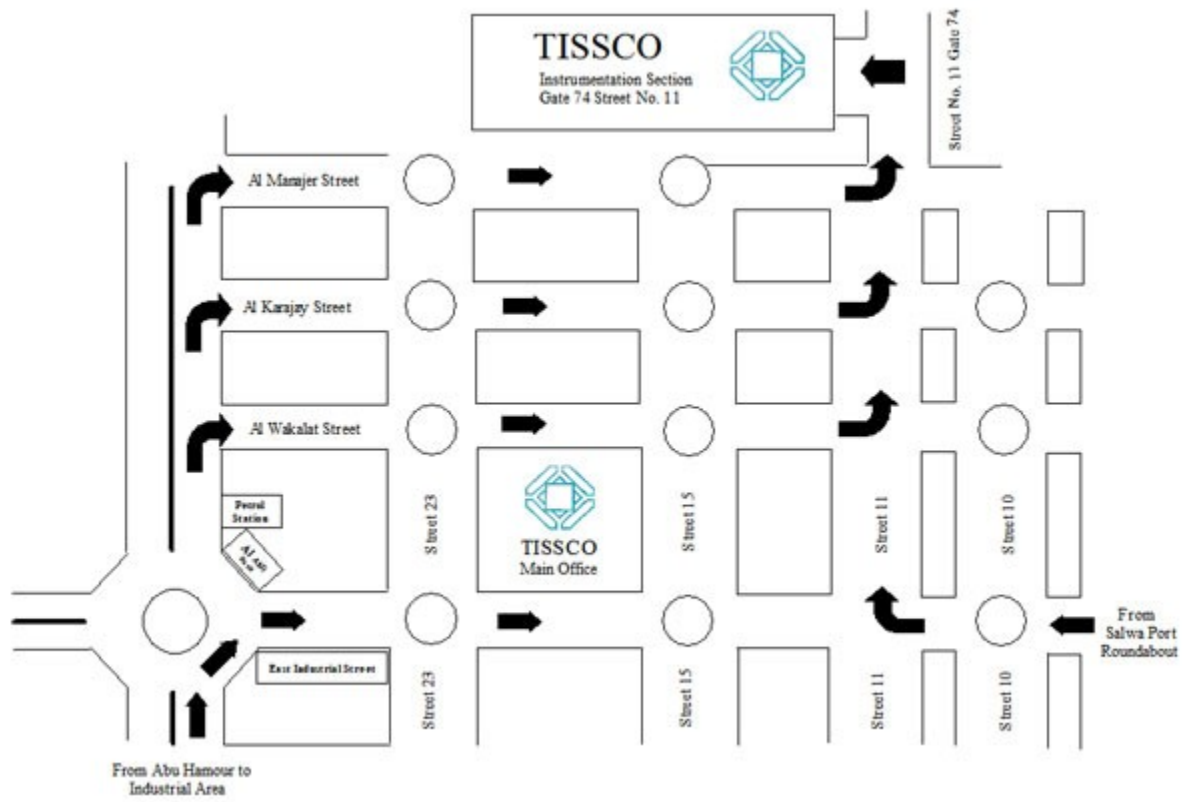 TISSCO
Instrumentation Section
Gate 74 Street No. 11
Street No. 11 Gate 74
Al Manajer Street
Al Karajay Street
Al Wakalat Street
Petrol
Station
Street 23
Street 15
Street 11
Street 10
TISSCO
Main Office
East Industrial Street
From
Salwa Port
Roundabout
Street 23
Street 15
Street 11
Street 10
From Abu Hamour to
Industrial Area